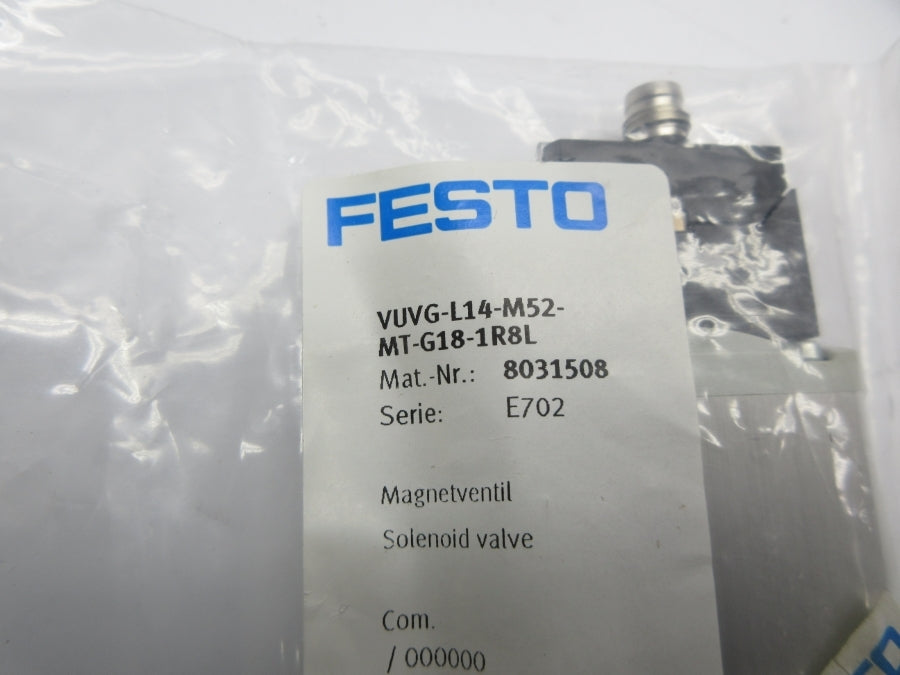 FESTO
VUVG-L14-M52-
MT-G18-1R8L
Mat.-Nr.: 8031508
Serie: E702
Magnetventil
Solenoid valve
Com.
/ 000000